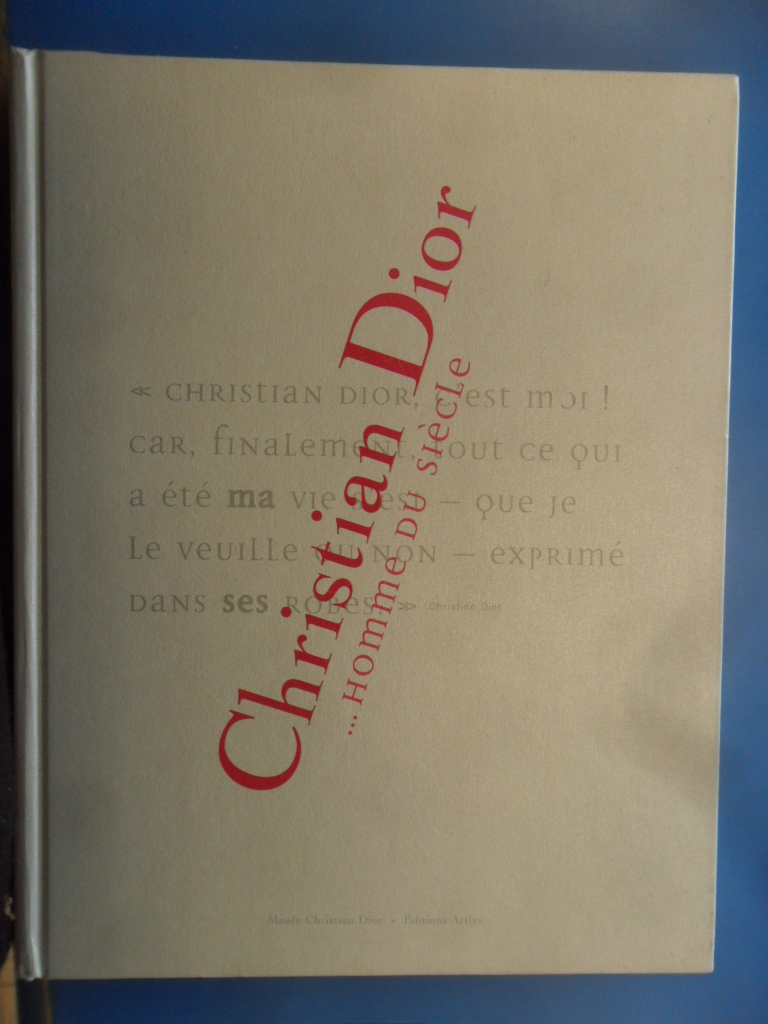 Christian Dior
... Homme du siècle
« Christian Dior, c'est moi !
Car, finalement, tout ce qui
a été ma vie s'est – que je
le veuille ou non – exprimé
dans ses robes. » Christian Dior
Musée Christian Dior • Éditions Artlys